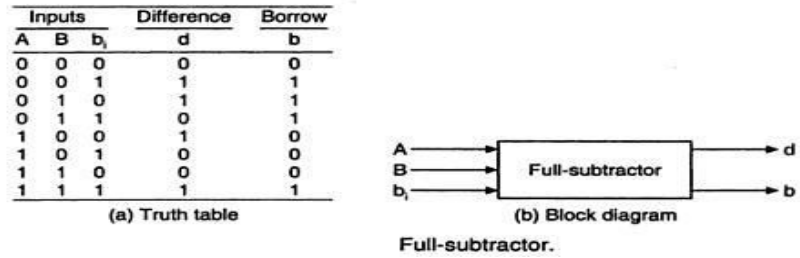 Inputs Difference Borrow
A B bi d b
0 0 0 0 0
0 0 1 1 1
0 1 0 1 1
0 1 1 0 1
1 0 0 1 0
1 0 1 0 0
1 1 0 0 0
1 1 1 1 1
(a) Truth table
A
B
bi
Full-subtractor
d
b
(b) Block diagram
Full-subtractor.